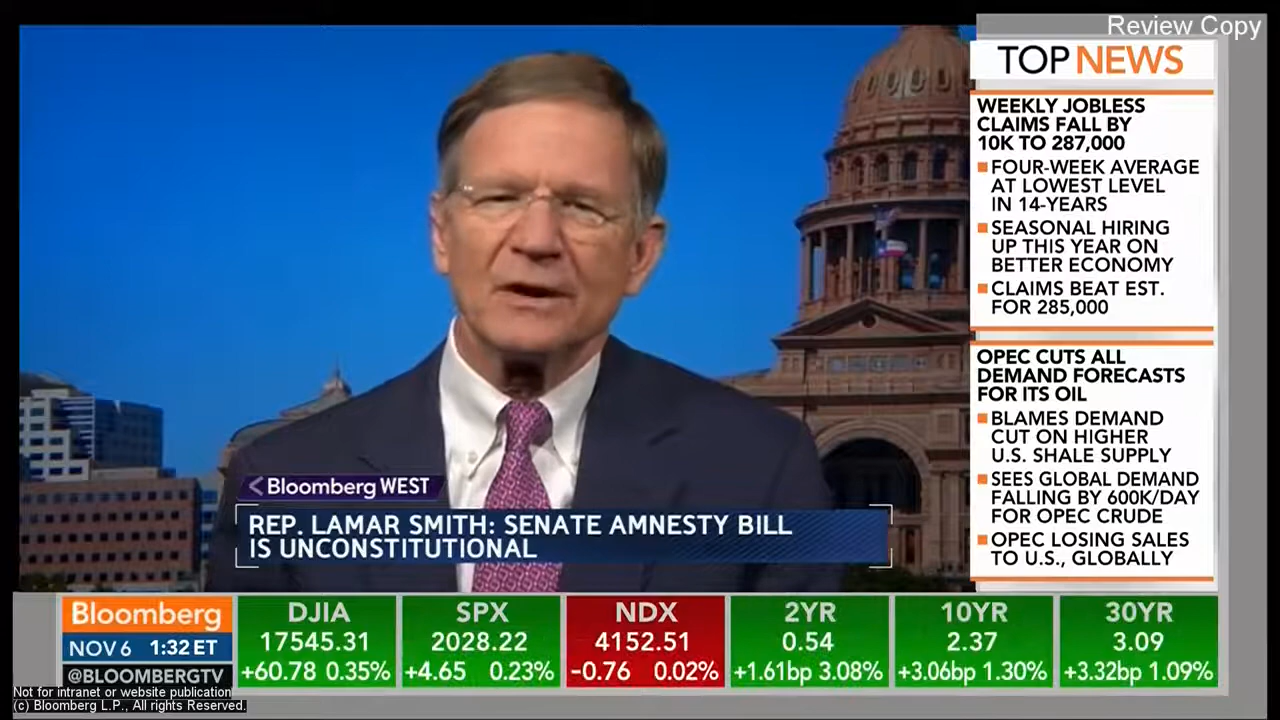 Review Copy
TOP NEWS
WEEKLY JOBLESS
CLAIMS FALL BY
10K TO 287,000
FOUR-WEEK AVERAGE
AT LOWEST LEVEL
IN 14-YEARS
SEASONAL HIRING
UP THIS YEAR ON
BETTER ECONOMY
CLAIMS BEAT EST.
FOR 285,000
OPEC CUTS ALL
DEMAND FORECASTS
FOR ITS OIL
BLAMES DEMAND
CUT ON HIGHER
U.S. SHALE SUPPLY
SEES GLOBAL DEMAND
FALLING BY 600K/DAY
FOR OPEC CRUDE
OPEC LOSING SALES
TO U.S., GLOBALLY
<Bloomberg WEST
REP. LAMAR SMITH: SENATE AMNESTY BILL
IS UNCONSTITUTIONAL
Bloomberg
NOV 6 1:32 ET
@BLOOMBERGTV
DJIA
17545.31
+60.78 0.35%
SPX
2028.22
+4.65 0.23%
NDX
4152.51
-0.76 0.02%
2YR
0.54
+1.61bp 3.08%
10YR
2.37
+3.06bp 1.30%
30YR
3.09
+3.32bp 1.09%
Not for intranet or website publication
(c) Bloomberg L.P., All rights Reserved.